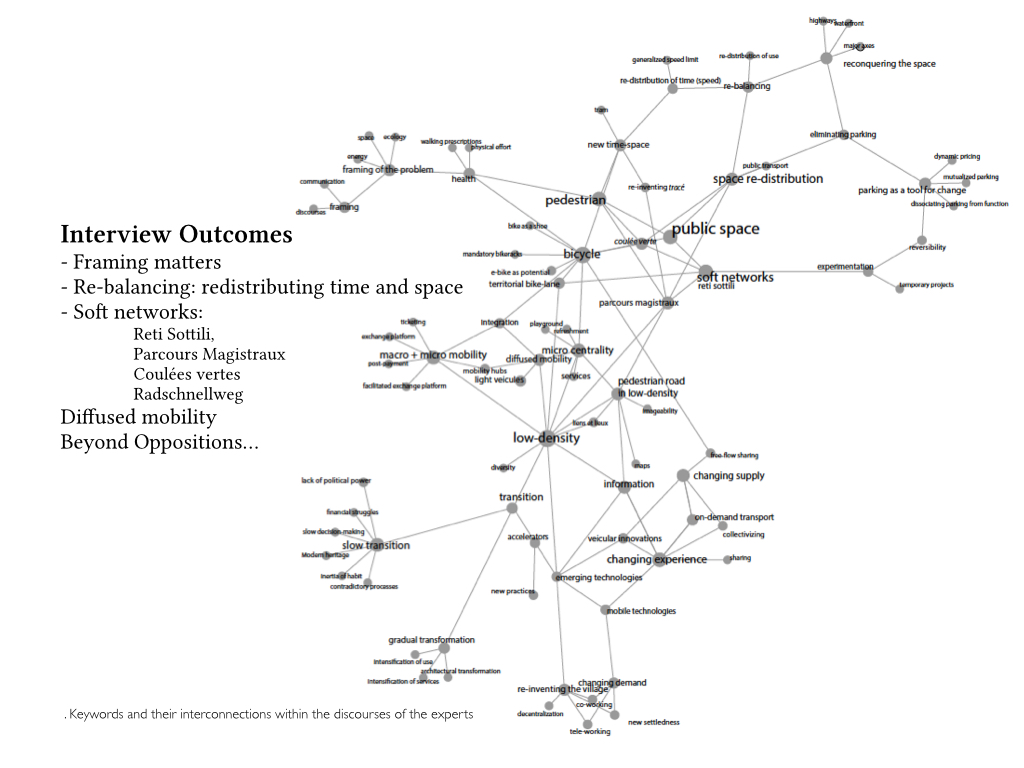 highways
waterfront
major axes
reconquering the space
generalized speed limit
re-distribution of use
re-distribution of time (speed)
re-balancing
tram
eliminating parking
space
ecology
walking prescriptions
physical effort
new time-space
energy
framing of the problem
health
public transport
space re-distribution
dynamic pricing
mutualized parking
parking as a tool for change
dissociating parking from function
communication
framing
discourses
re-inventing tracé
pedestrian
bike as a shoe
public space
coulée verte
reversibility
Interview Outcomes
- Framing matters
- Re-balancing: redistributing time and space
- Soft networks:
Reti Sottili,
Parcours Magistraux
Coulées vertes
Radschnellweg
Diffused mobility
Beyond Oppositions...
mandatory bikeracks
bicycle
e-bike as potential
territorial bike-lane
soft networks
reti sottili
experimentation
temporary projects
parcours magistraux
ticketing
integration
playground
refreshment
exchange platform
macro + micro mobility
post-payment
mobility hubs
diffused mobility
micro centrality
light veicules
services
facilitated exchange platform
pedestrian road
in low-density
imageability
liens et lieux
low-density
free-flow sharing
diversity
maps
lack of political power
information
changing supply
transition
financial struggles
slow decision-making
slow transition
Modern heritage
inertia of habit
contradictory processes
accelerators
on-demand transport
collectivizing
veicular innovations
changing experience
sharing
emerging technologies
new practices
mobile technologies
gradual transformation
intensification of use
architectural transformation
intensification of services
changing demand
re-inventing the village
co-working
decentralization
new settledness
tele-working
. Keywords and their interconnections within the discourses of the experts